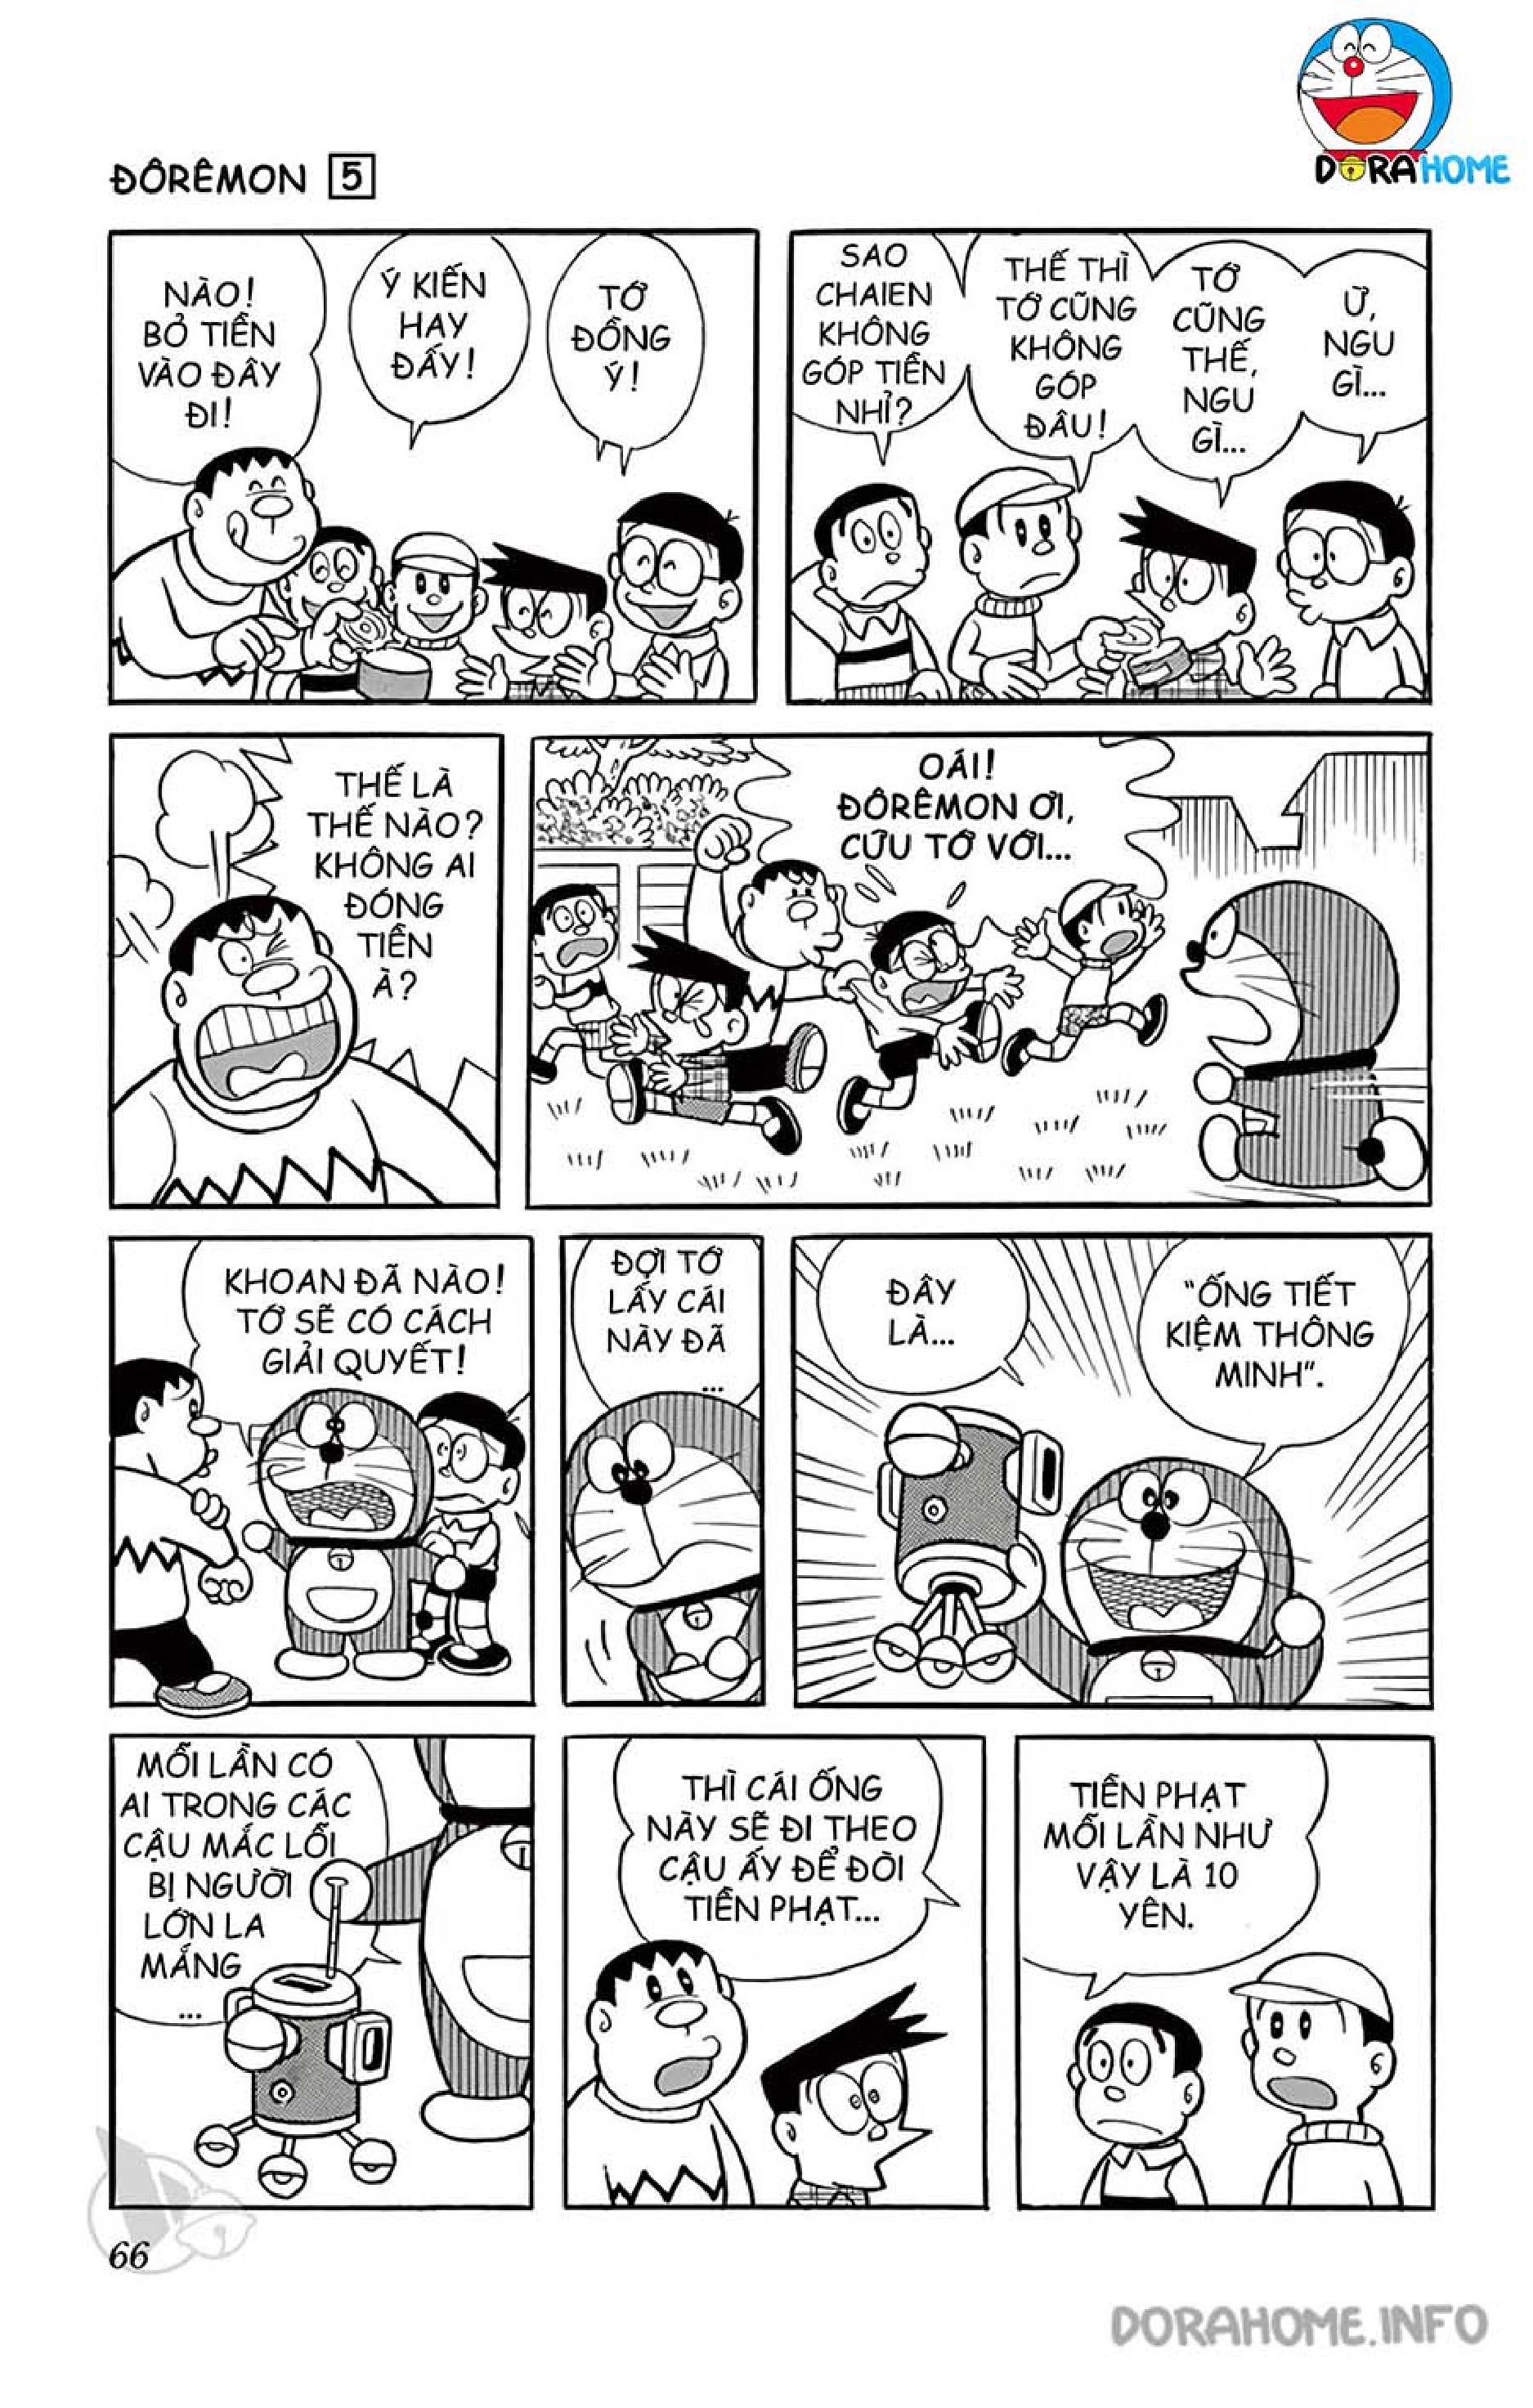 DORAHOME
ĐÔRÊMON 5
NÀO!
BỎ TIỀN
VÀO ĐÂY
ĐI!
Ý KIẾN
HAY
ĐẤY!
TỚ
ĐỒNG
Ý!
SAO
CHAIEN
KHÔNG
GÓP TIỀN
NHỈ?
THẾ THÌ
TỚ CŨNG
KHÔNG
GÓP
ĐÂU!
TỚ
CŨNG
THẾ,
NGU
GÌ...
Ừ,
NGU
GÌ...
THẾ LÀ
THẾ NÀO?
KHÔNG AI
ĐÓNG
TIỀN
À?
OÁI!
ĐÔRÊMON ƠI,
CỨU TỚ VỚI...
KHOAN ĐÃ NÀO!
TỚ SẼ CÓ CÁCH
GIẢI QUYẾT!
ĐỢI TỚ
LẤY CÁI
NÀY ĐÃ
...
ĐÂY
LÀ...
"ỐNG TIẾT
KIỆM THÔNG
MINH".
MỖI LẦN CÓ
AI TRONG CÁC
CẬU MẮC LỖI
BỊ NGƯỜI
LỚN LA
MẮNG
...
THÌ CÁI ỐNG
NÀY SẼ ĐI THEO
CẬU ẤY ĐỂ ĐÒI
TIỀN PHẠT...
TIỀN PHẠT
MỖI LẦN NHƯ
VẬY LÀ 10
YÊN.
66
DORAHOME.INFO